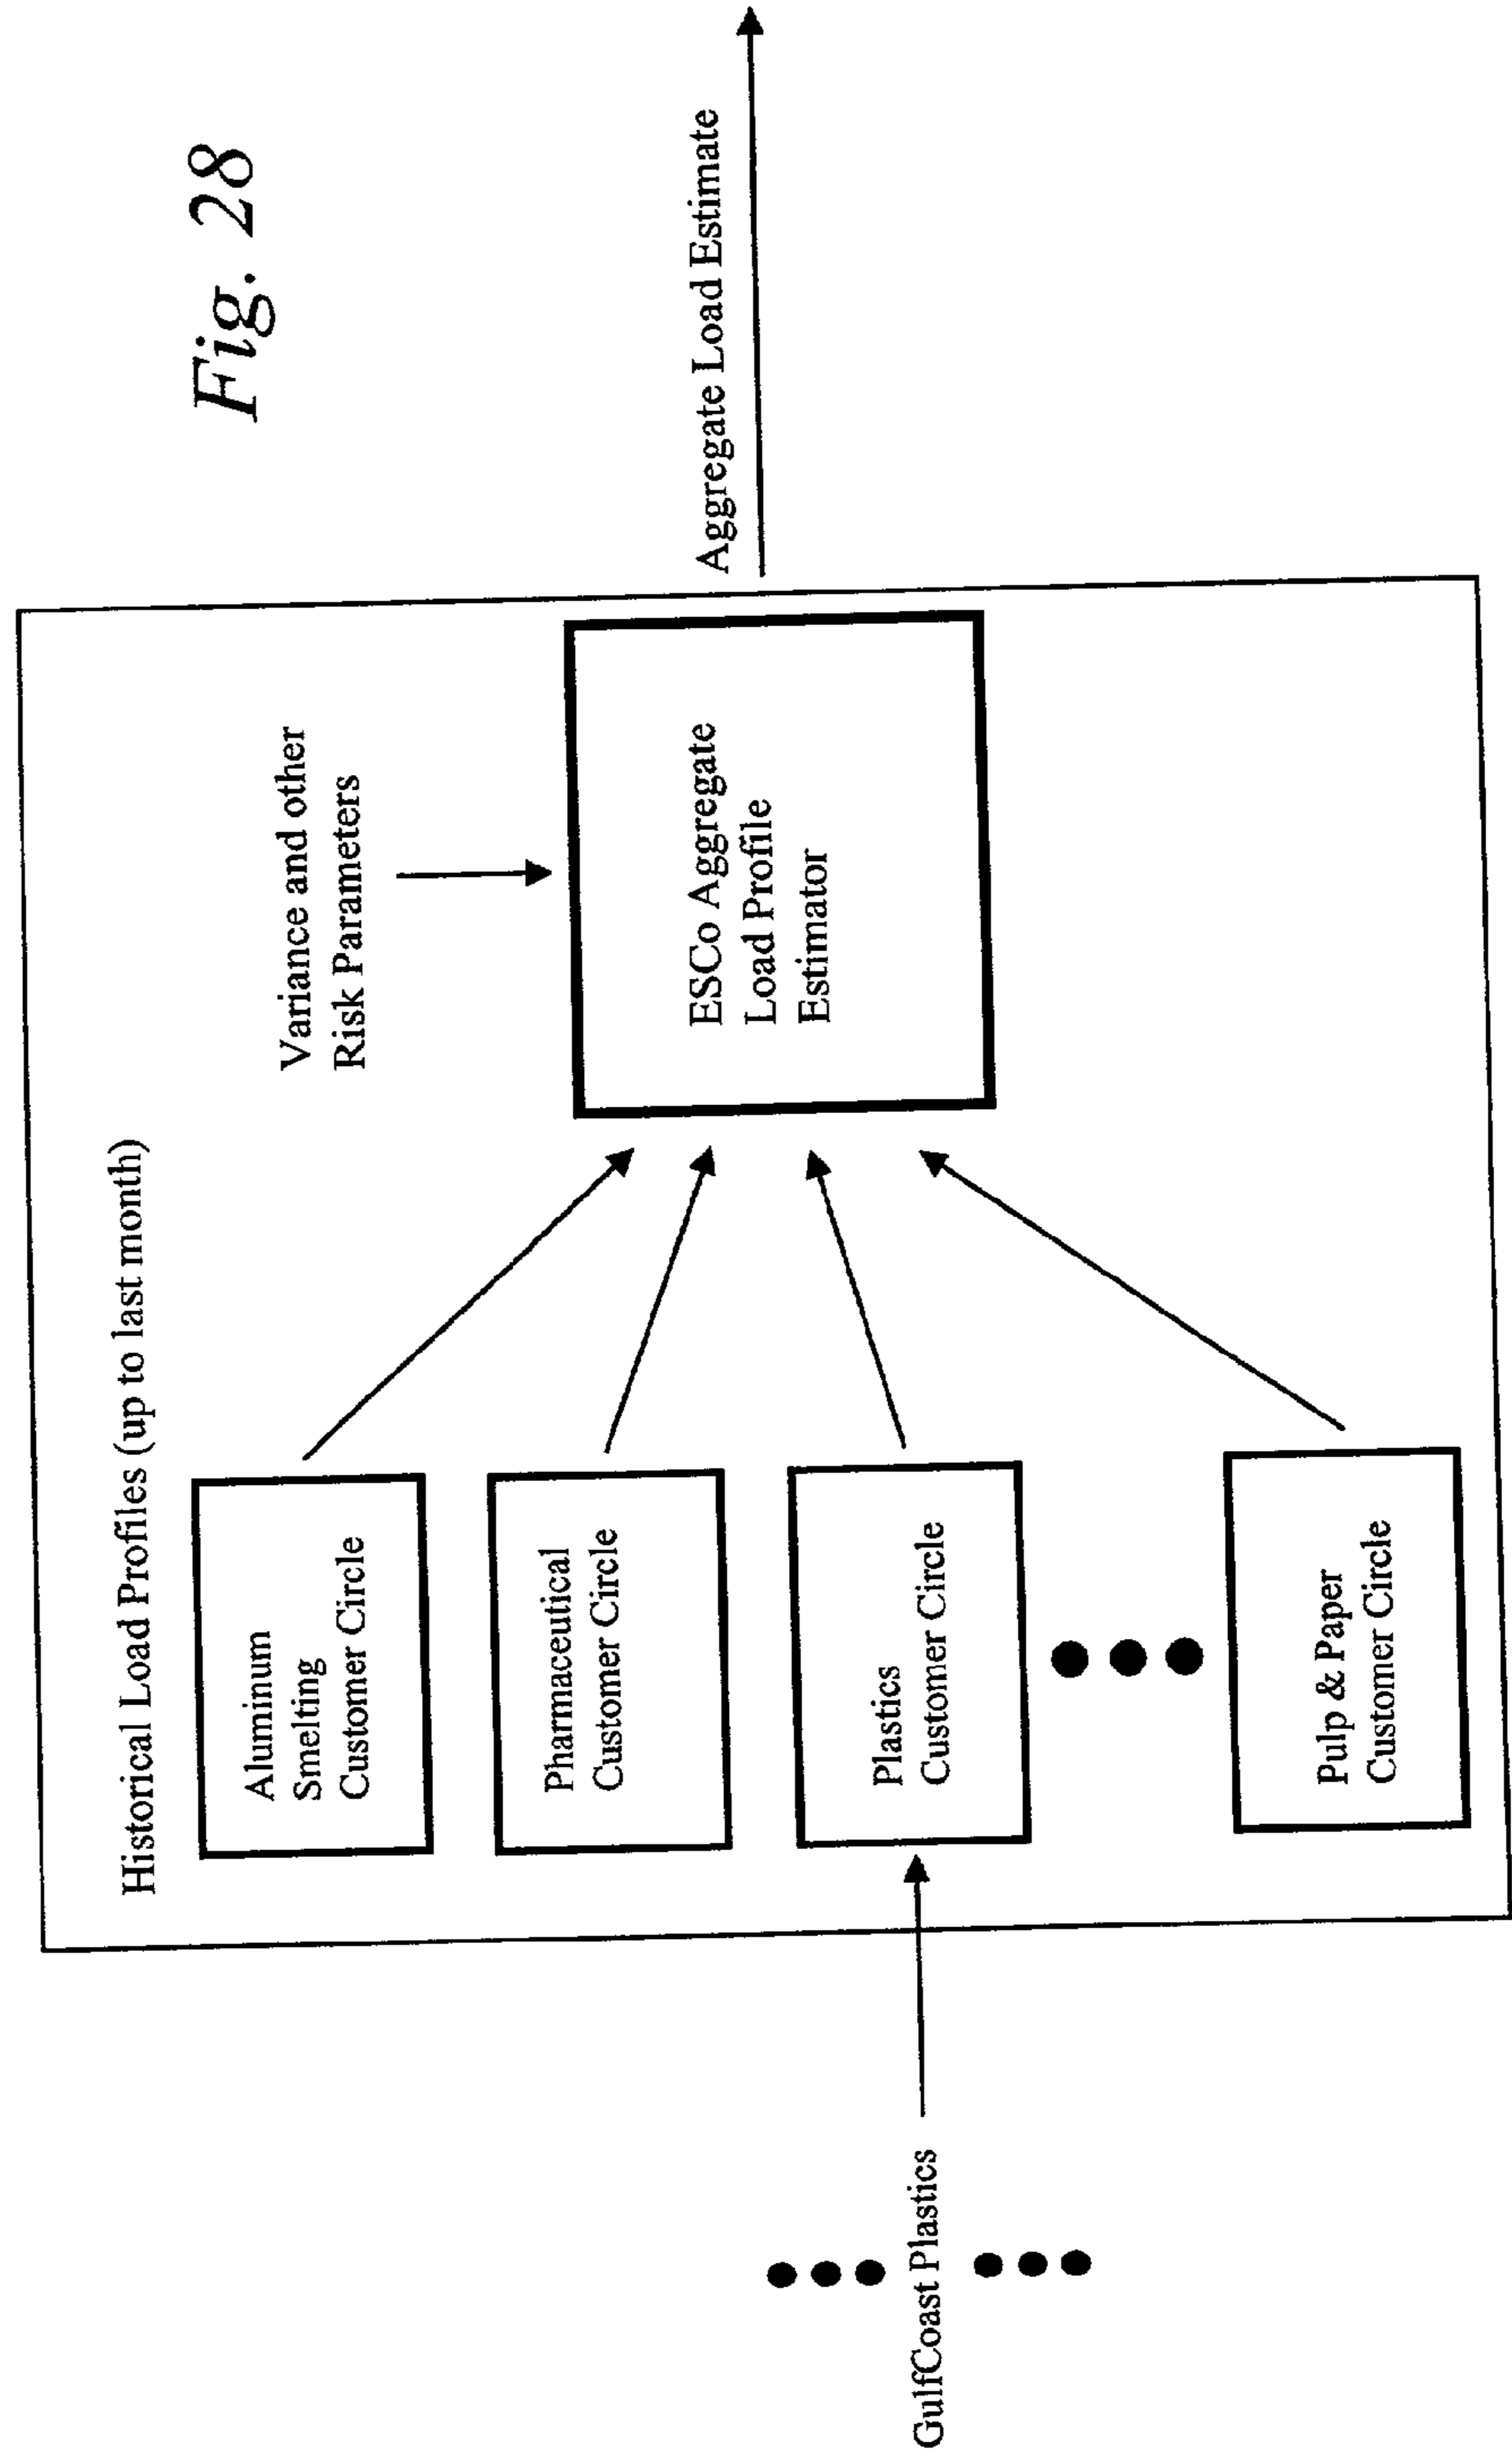 Fig. 28
Historical Load Profiles (up to last month)
Variance and other
Risk Parameters
Aluminum
Smelting
Customer Circle
Pharmaceutical
Customer Circle
Plastics
Customer Circle
Pulp & Paper
Customer Circle
ESCo Aggregate
Load Profile
Estimator
Aggregate Load Estimate
GulfCoast Plastics